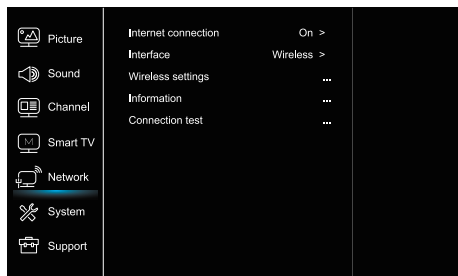 Picture
Sound
Channel
M
Smart TV
Network
System
Support
Internet connection On >
Interface Wireless >
Wireless settings ...
Information ...
Connection test ...